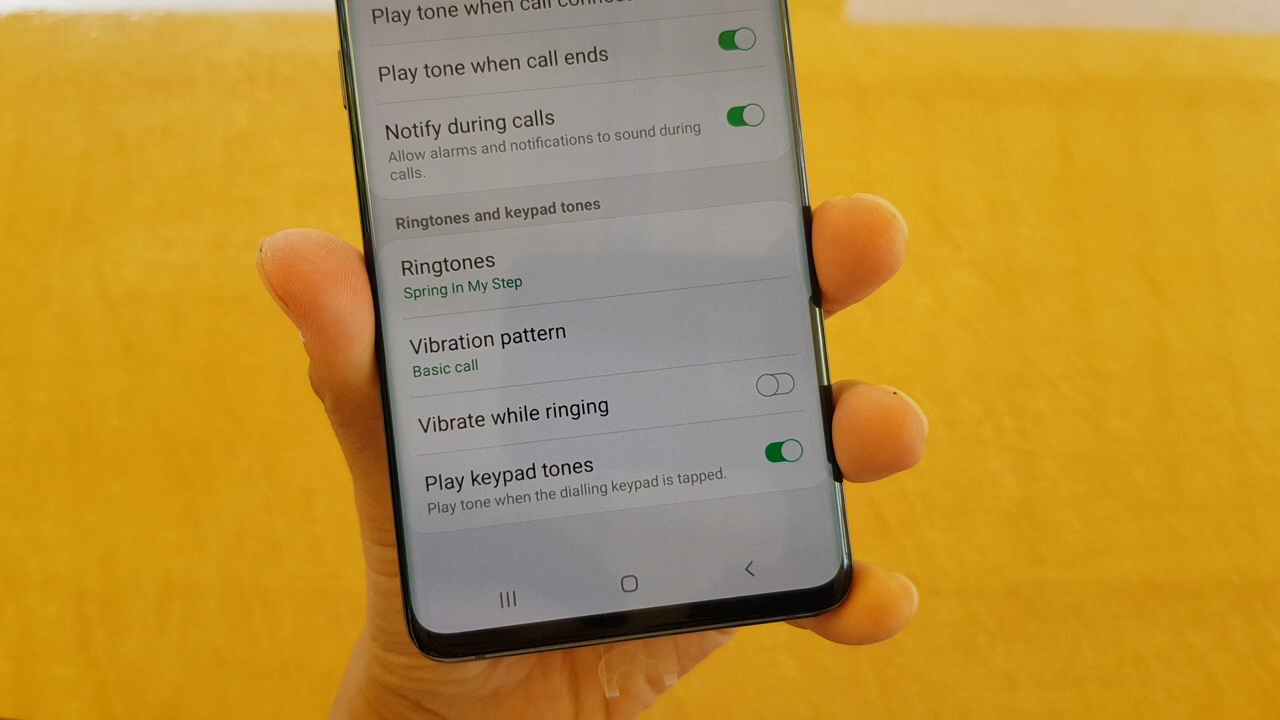 Play tone when call connect
Play tone when call ends
Notify during calls
Allow alarms and notifications to sound during
calls.
Ringtones and keypad tones
Ringtones
Spring In My Step
Vibration pattern
Basic call
Vibrate while ringing
Play keypad tones
Play tone when the dialling keypad is tapped.